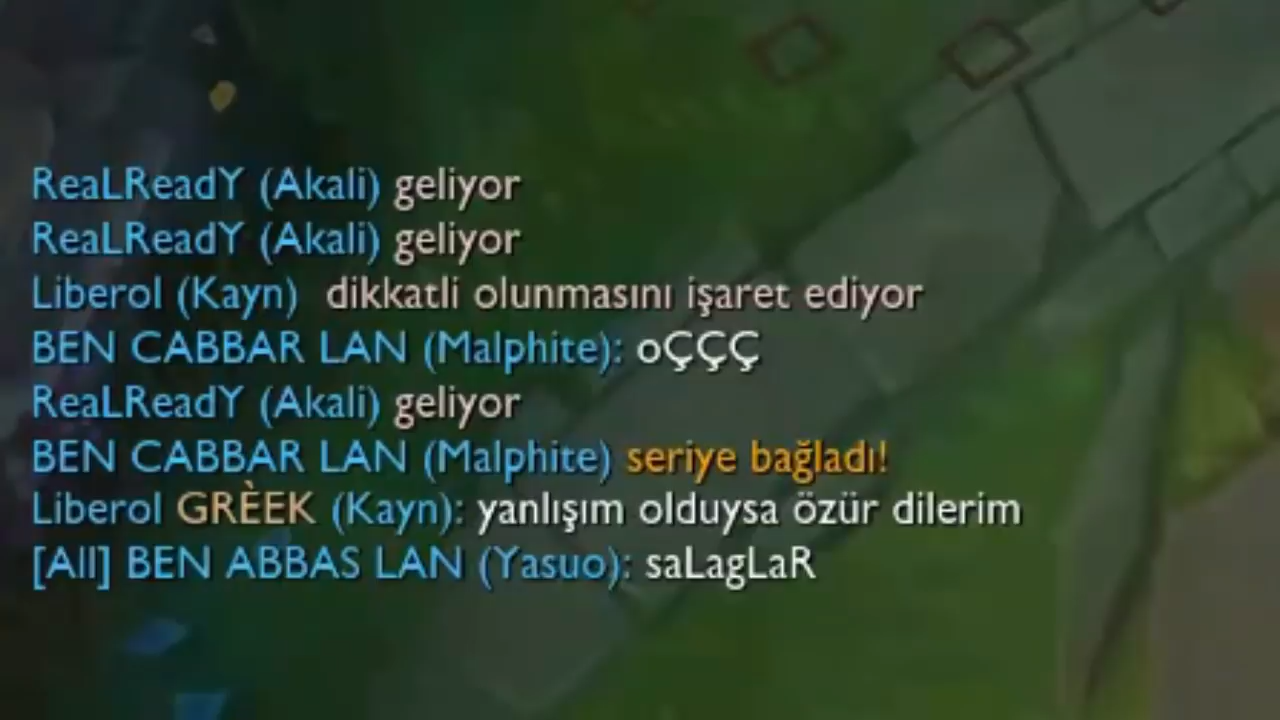 ReaLReadY (Akali) geliyor
ReaLReadY (Akali) geliyor
Liberol (Kayn) dikkatli olunmasını işaret ediyor
BEN CABBAR LAN (Malphite): oÇÇÇ
ReaLReadY (Akali) geliyor
BEN CABBAR LAN (Malphite) seriye bağladı!
Liberol GRÈEK (Kayn): yanlışım olduysa özür dilerim
[All] BEN ABBAS LAN (Yasuo): saLagLaR